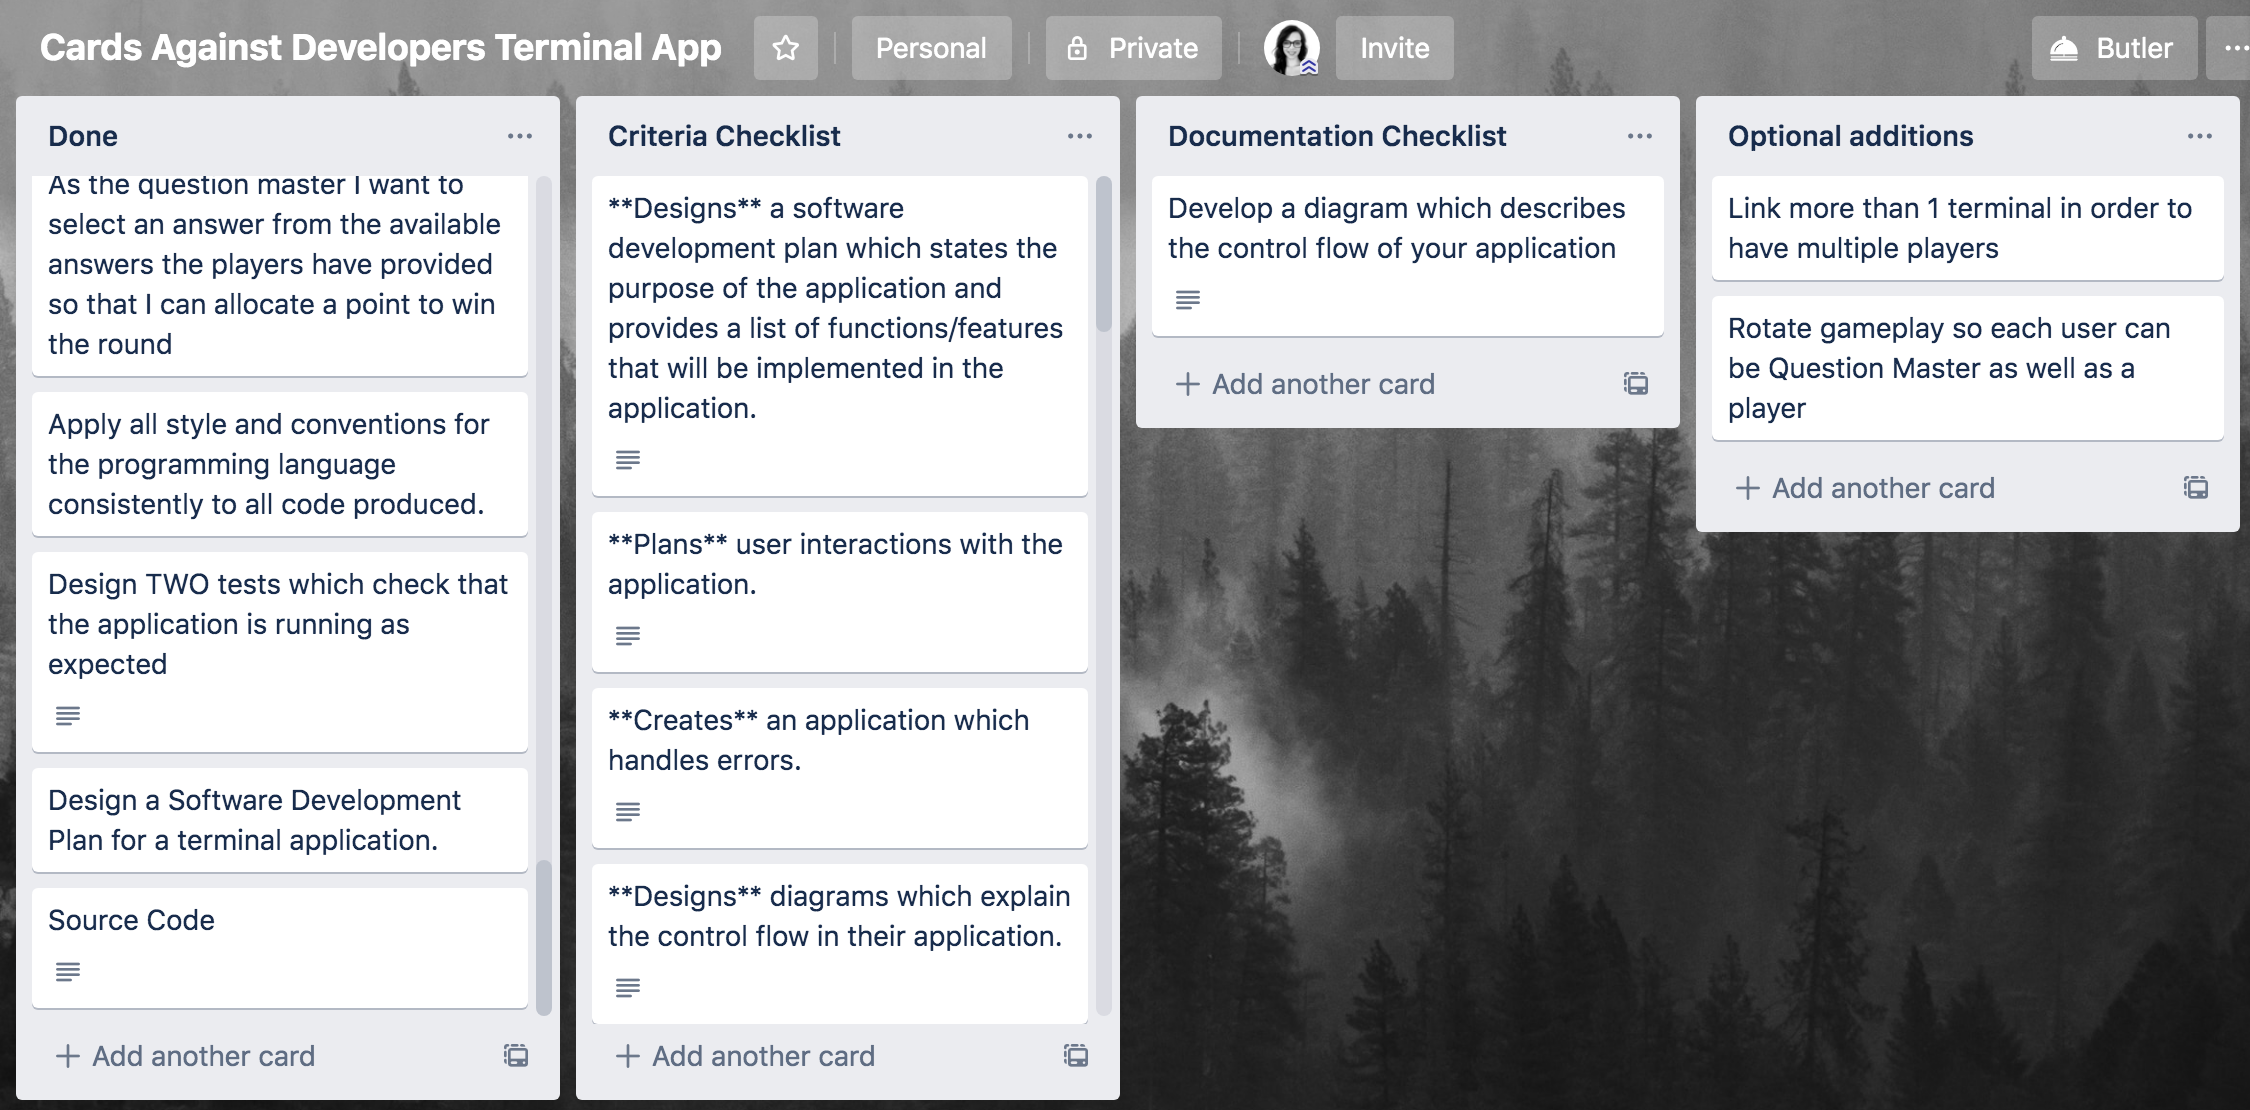 Cards Against Developers Terminal App
Personal
Private
Invite
Butler
Done
As the question master I want to
select an answer from the available
answers the players have provided
so that I can allocate a point to win
the round
Apply all style and conventions for
the programming language
consistently to all code produced.
Design TWO tests which check that
the application is running as
expected
Design a Software Development
Plan for a terminal application.
Source Code
+ Add another card
Criteria Checklist
**Designs** a software
development plan which states the
purpose of the application and
provides a list of functions/features
that will be implemented in the
application.
**Plans** user interactions with the
application.
**Creates** an application which
handles errors.
**Designs** diagrams which explain
the control flow in their application.
+ Add another card
Documentation Checklist
Develop a diagram which describes
the control flow of your application
+ Add another card
Optional additions
Link more than 1 terminal in order to
have multiple players
Rotate gameplay so each user can
be Question Master as well as a
player
+ Add another card